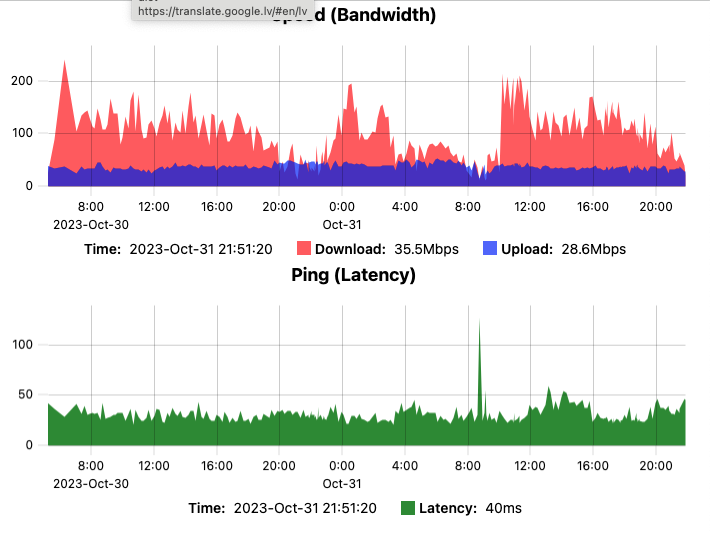 https://translate.google.lv/#en/lv
Speed (Bandwidth)
200
100
0
8:00 12:00 16:00 20:00 0:00 4:00 8:00 12:00 16:00 20:00
2023-Oct-30 Oct-31
Time: 2023-Oct-31 21:51:20 Download: 35.5Mbps Upload: 28.6Mbps
Ping (Latency)
100
50
0
8:00 12:00 16:00 20:00 0:00 4:00 8:00 12:00 16:00 20:00
2023-Oct-30 Oct-31
Time: 2023-Oct-31 21:51:20 Latency: 40ms